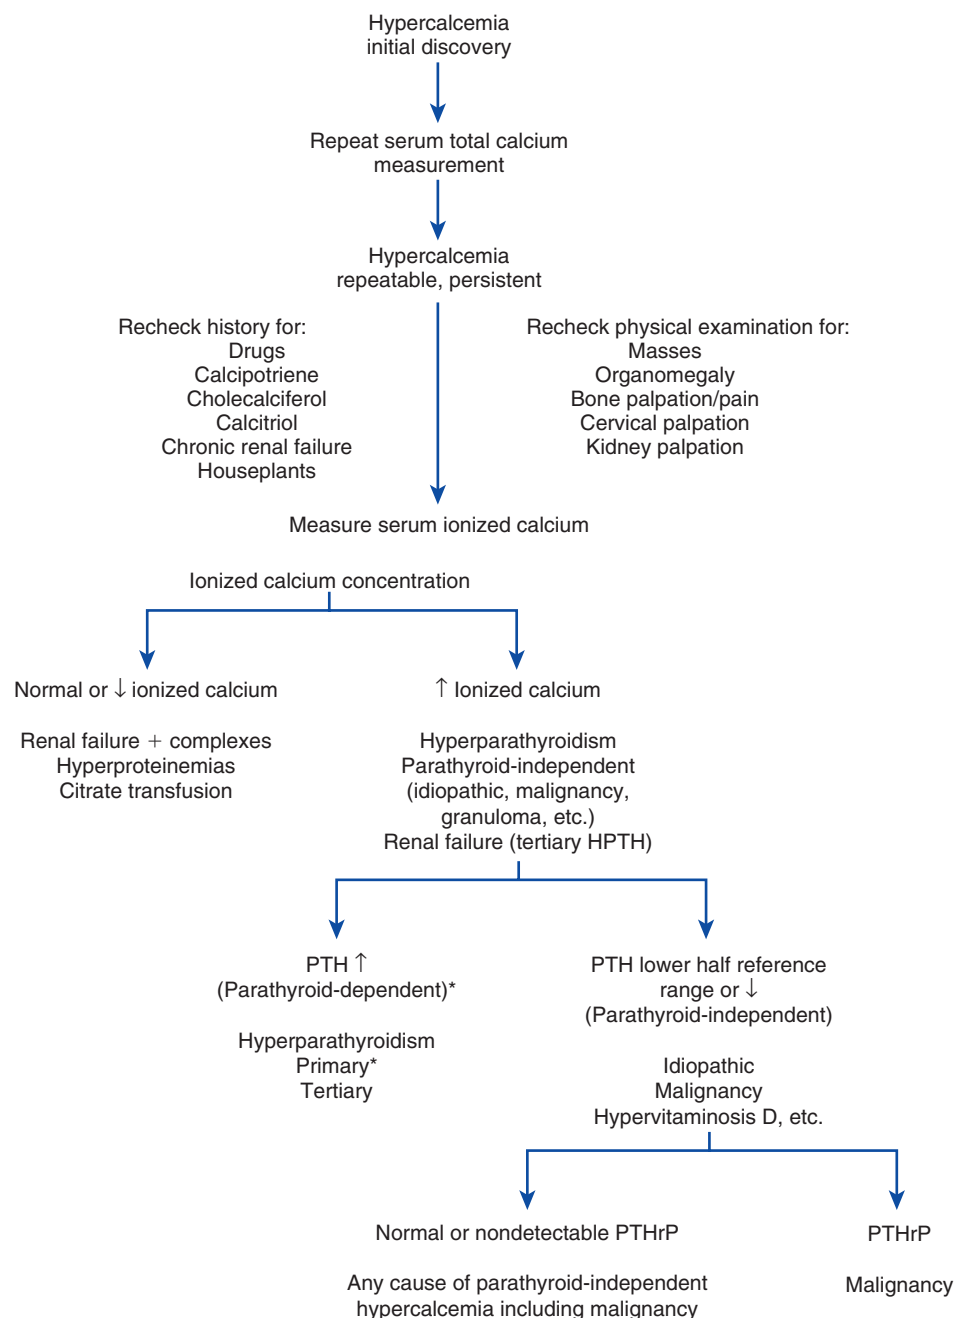 Hypercalcemia
initial discovery
Repeat serum total calcium
measurement
Hypercalcemia
repeatable, persistent
Recheck history for:
Drugs
Calcipotriene
Cholecalciferol
Calcitriol
Chronic renal failure
Houseplants
Recheck physical examination for:
Masses
Organomegaly
Bone palpation/pain
Cervical palpation
Kidney palpation
Measure serum ionized calcium
Ionized calcium concentration
Normal or ↓ ionized calcium
Renal failure + complexes
Hyperproteinemias
Citrate transfusion
↑ Ionized calcium
Hyperparathyroidism
Parathyroid-independent
(idiopathic, malignancy,
granuloma, etc.)
Renal failure (tertiary HPTH)
PTH ↑
(Parathyroid-dependent)*
Hyperparathyroidism
Primary*
Tertiary
PTH lower half reference
range or ↓
(Parathyroid-independent)
Idiopathic
Malignancy
Hypervitaminosis D, etc.
Normal or nondetectable PTHrP
Any cause of parathyroid-independent
hypercalcemia including malignancy
PTHrP
Malignancy